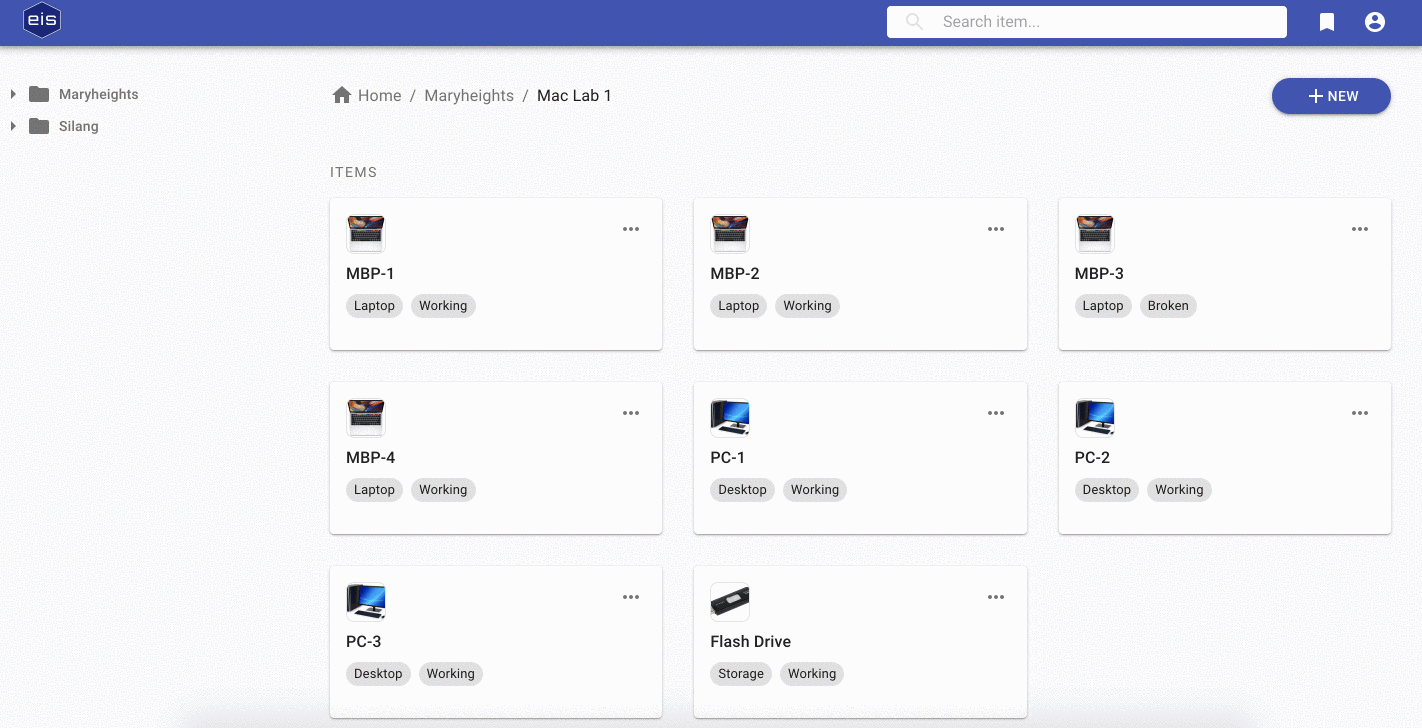 eis
Search item...
Maryheights
Silang
Home / Maryheights / Mac Lab 1
NEW
ITEMS
MBP-1
Laptop Working
MBP-2
Laptop Working
MBP-3
Laptop Broken
MBP-4
Laptop Working
PC-1
Desktop Working
PC-2
Desktop Working
PC-3
Desktop Working
Flash Drive
Storage Working